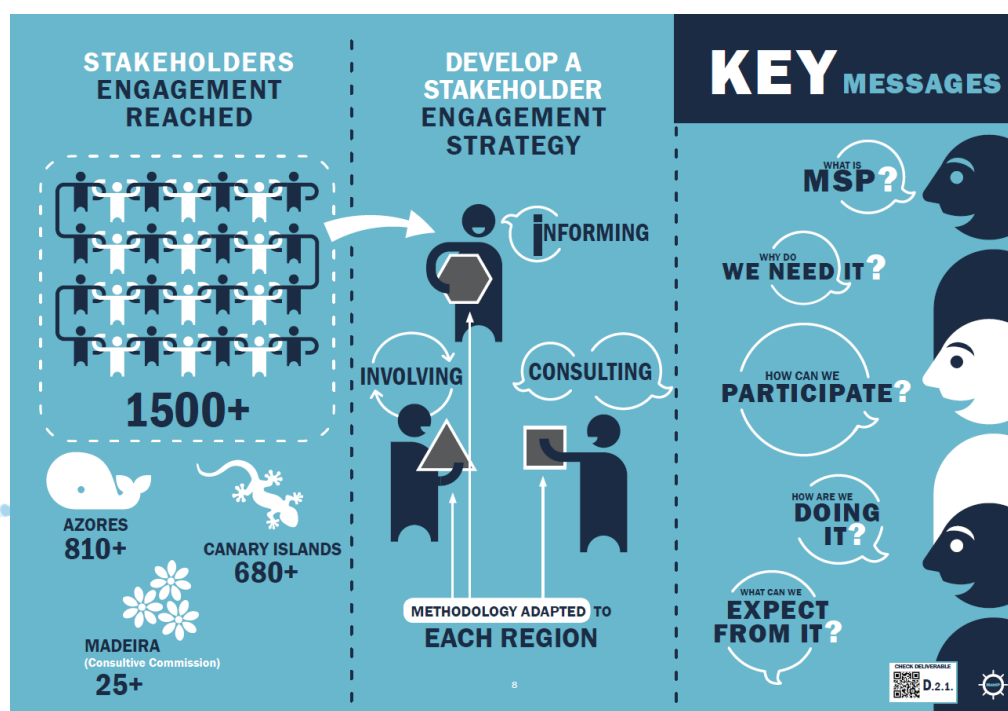 STAKEHOLDERS
ENGAGEMENT
REACHED
1500+
AZORES
810+
CANARY ISLANDS
680+
MADEIRA
(Consultive Commission)
25+
DEVELOP A
STAKEHOLDER
ENGAGEMENT
STRATEGY
iNFORMING
INVOLVING
CONSULTING
METHODOLOGY ADAPTED TO
EACH REGION
8
KEY MESSAGES
WHAT IS
MSP?
WHY DO
WE NEED IT?
HOW CAN WE
PARTICIPATE?
HOW ARE WE
DOING
IT?
WHAT CAN WE
EXPECT
FROM IT?
CHECK DELIVERABLE
D.2.1.